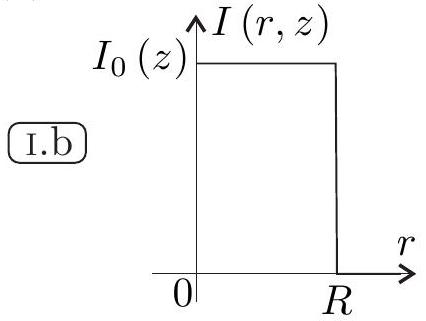 I (r, z)
I₀ (z)
I.b
r
0
R